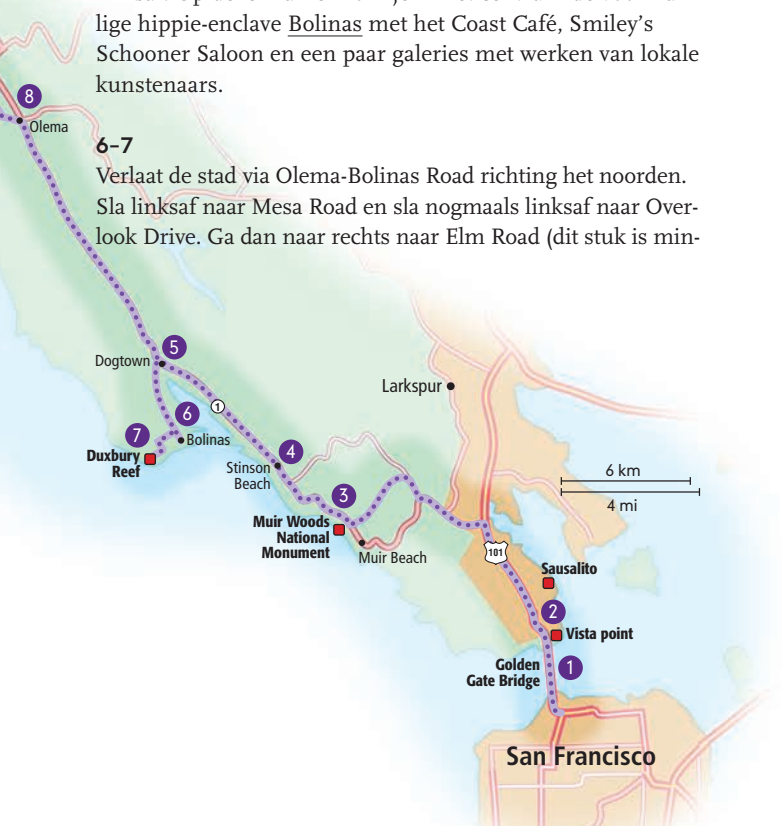 lige hippie-enclave Bolinas met het Coast Café, Smiley's
Schooner Saloon en een paar galeries met werken van lokale
kunstenaars.
8
Olema
6–7
Verlaat de stad via Olema-Bolinas Road richting het noorden.
Sla linksaf naar Mesa Road en sla nogmaals linksaf naar Over-
look Drive. Ga dan naar rechts naar Elm Road (dit stuk is min-
5
Dogtown
Larkspur
1
6
7
Bolinas
Duxbury
Reef
4
Stinson
Beach
6 km
4 mi
3
Muir Woods
National
Monument
Muir Beach
101
Sausalito
2
Vista point
Golden
Gate Bridge
1
San Francisco